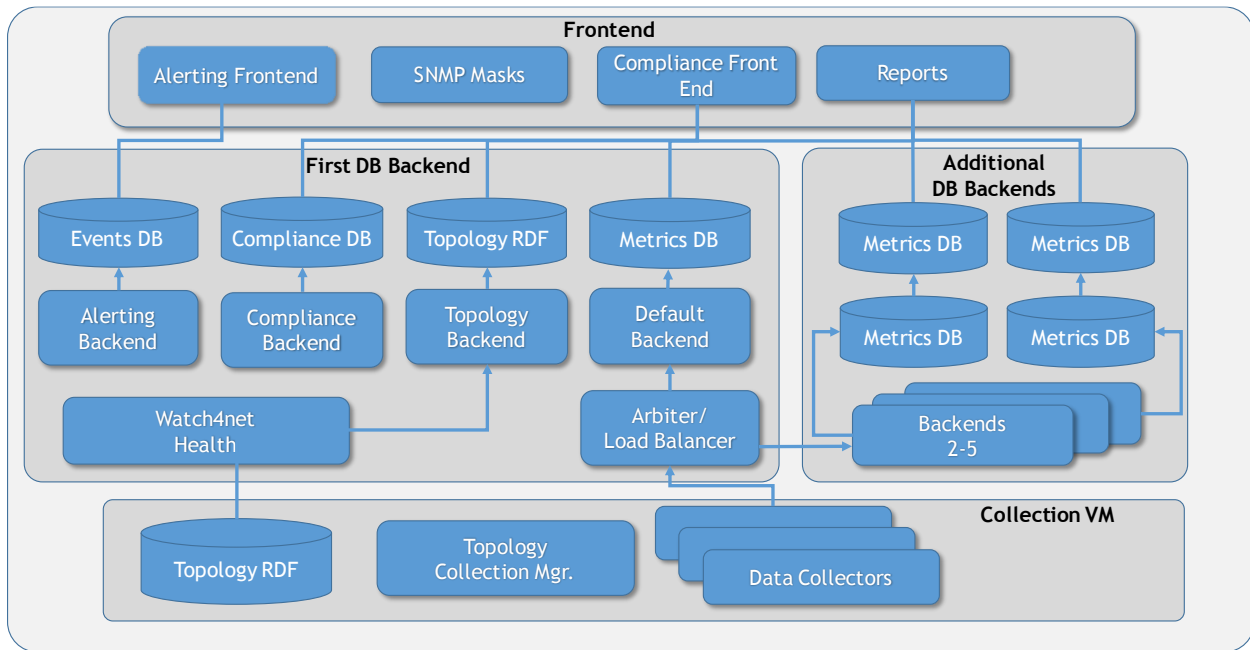 Frontend
Alerting Frontend
SNMP Masks
Compliance Front
End
Reports
First DB Backend
Additional
DB Backends
Events DB
Compliance DB
Topology RDF
Metrics DB
Metrics DB
Metrics DB
Alerting
Backend
Compliance
Backend
Topology
Backend
Default
Backend
Metrics DB
Metrics DB
Watch4net
Health
Arbiter/
Load Balancer
Backends
2-5
Collection VM
Topology RDF
Topology
Collection Mgr.
Data Collectors